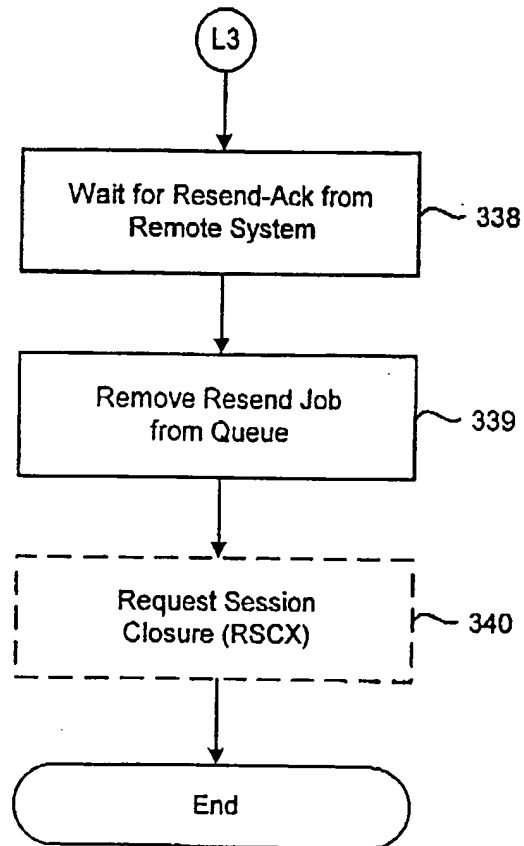 L3
Wait for Resend-Ack from
Remote System
338
Remove Resend Job
from Queue
339
Request Session
Closure (RSCX)
340
End